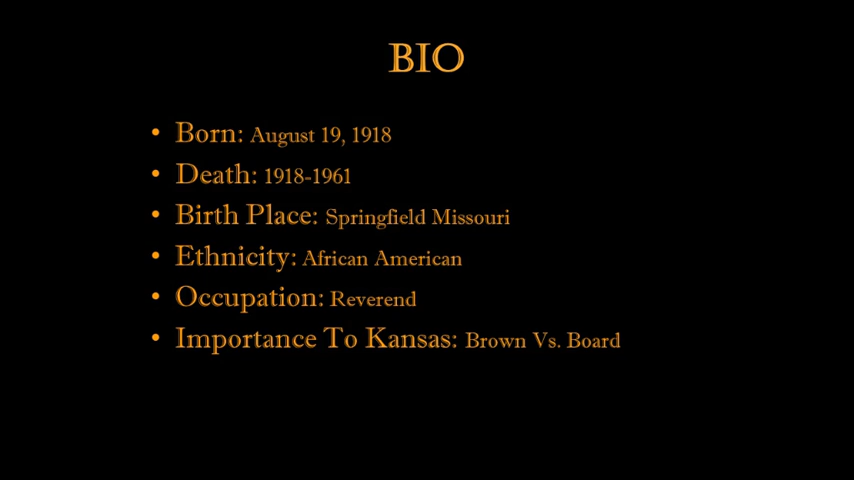 BIO
• Born: August 19, 1918
• Death: 1918-1961
• Birth Place: Springfield Missouri
• Ethnicity: African American
• Occupation: Reverend
• Importance To Kansas: Brown Vs. Board